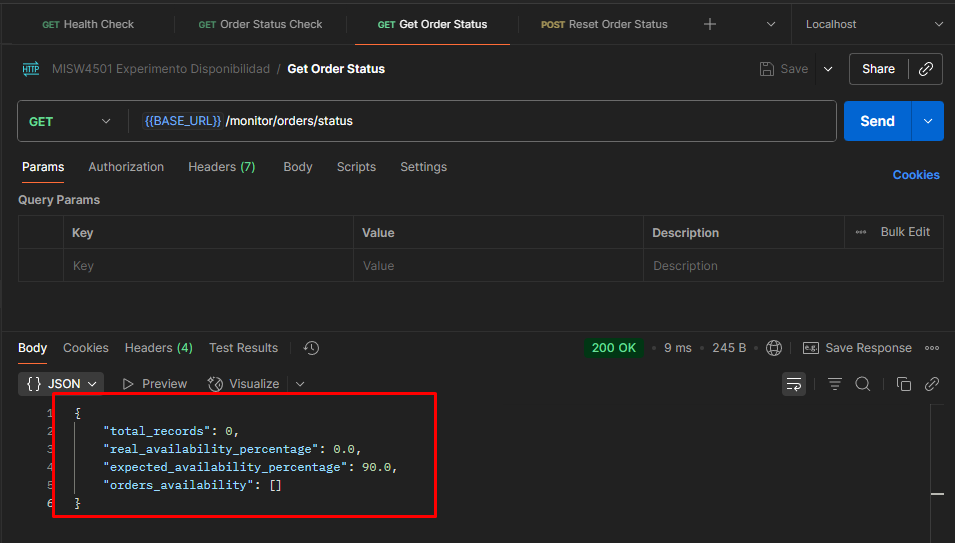 GET Health Check GET Order Status Check GET Get Order Status POST Reset Order Status Localhost
HTTP MISW4501 Experimento Disponibilidad / Get Order Status Save Share
GET {{BASE_URL}} /monitor/orders/status Send
Params Authorization Headers (7) Body Scripts Settings Cookies
Query Params
Key Value Description ••• Bulk Edit
Key Value Description
Body Cookies Headers (4) Test Results 200 OK • 9 ms • 245 B e.g. Save Response •••
{} JSON Preview Visualize
1 {
2 "total_records": 0,
3 "real_availability_percentage": 0.0,
4 "expected_availability_percentage": 90.0,
5 "orders_availability": []
6 }